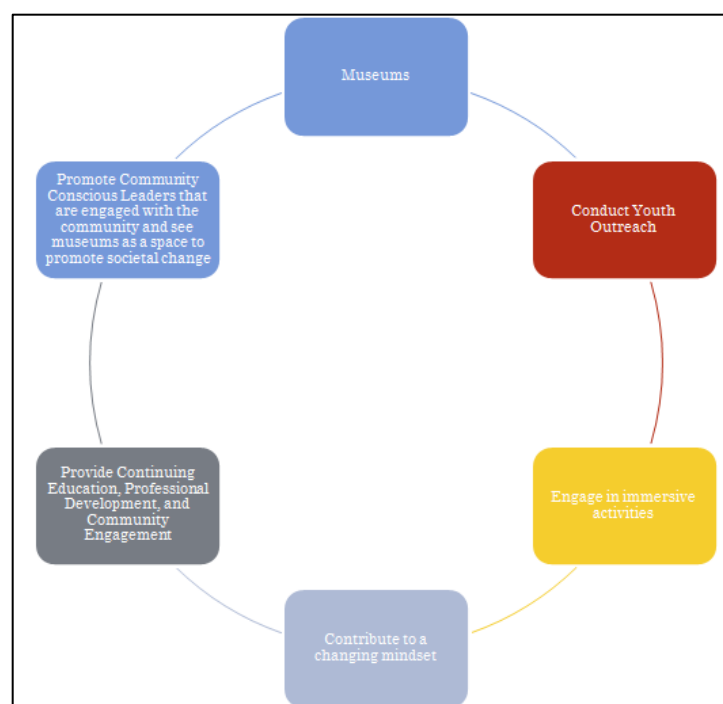 Museums
Conduct Youth
Outreach
Engage in immersive
activities
Contribute to a
changing mindset
Provide Continuing
Education, Professional
Development, and
Community
Engagement
Promote Community
Conscious Leaders that
are engaged with the
community and see
museums as a space to
promote societal change